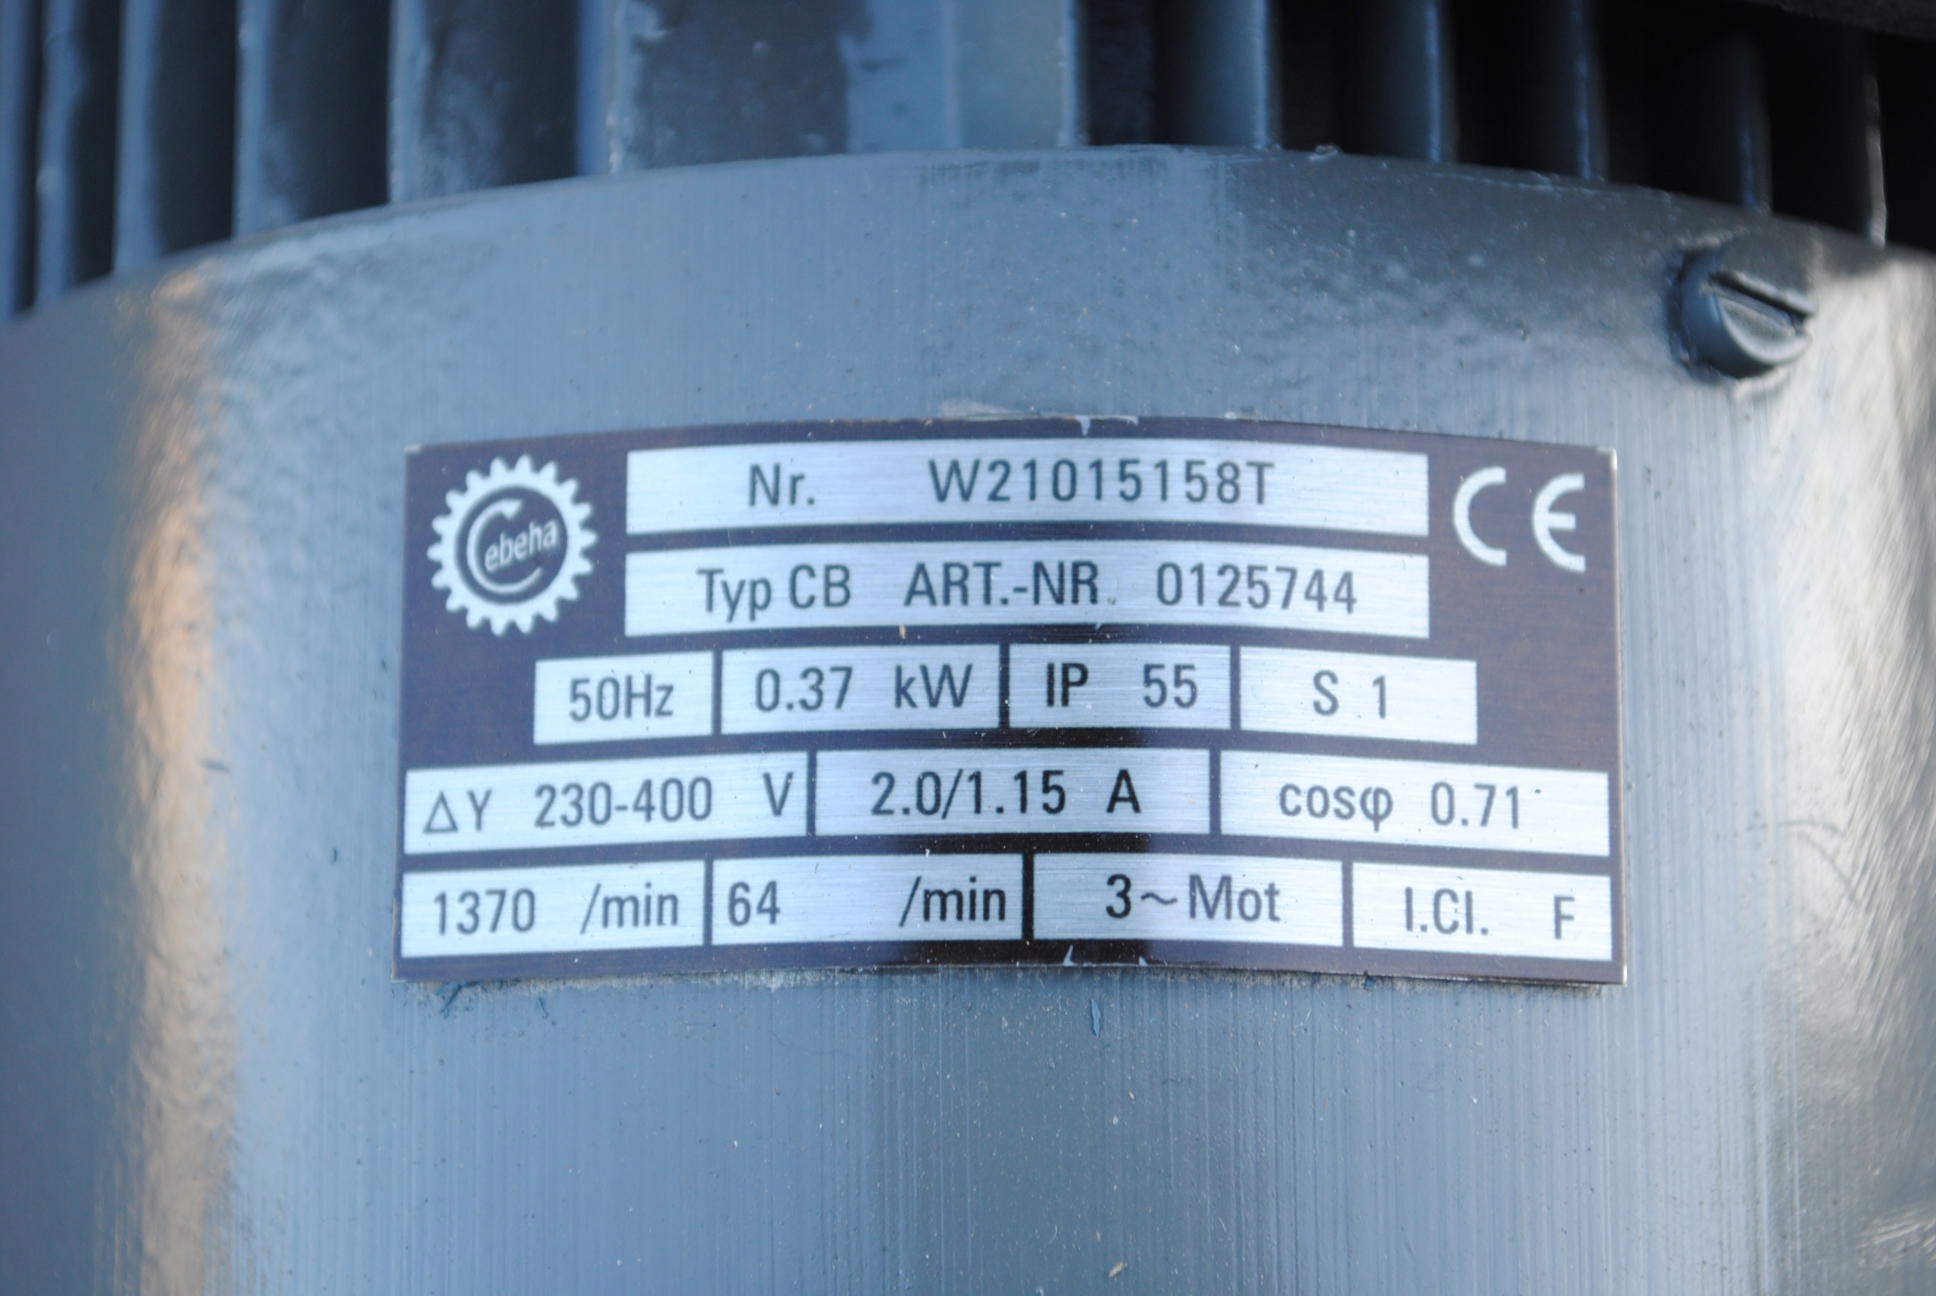 Cebeha
Nr. W21015158T
CE
Typ CB ART.-NR. 0125744
50Hz 0.37 kW IP 55 S 1
△Y 230-400 V 2.0/1.15 A cosφ 0.71
1370 /min 64 /min 3~Mot I.Cl. F